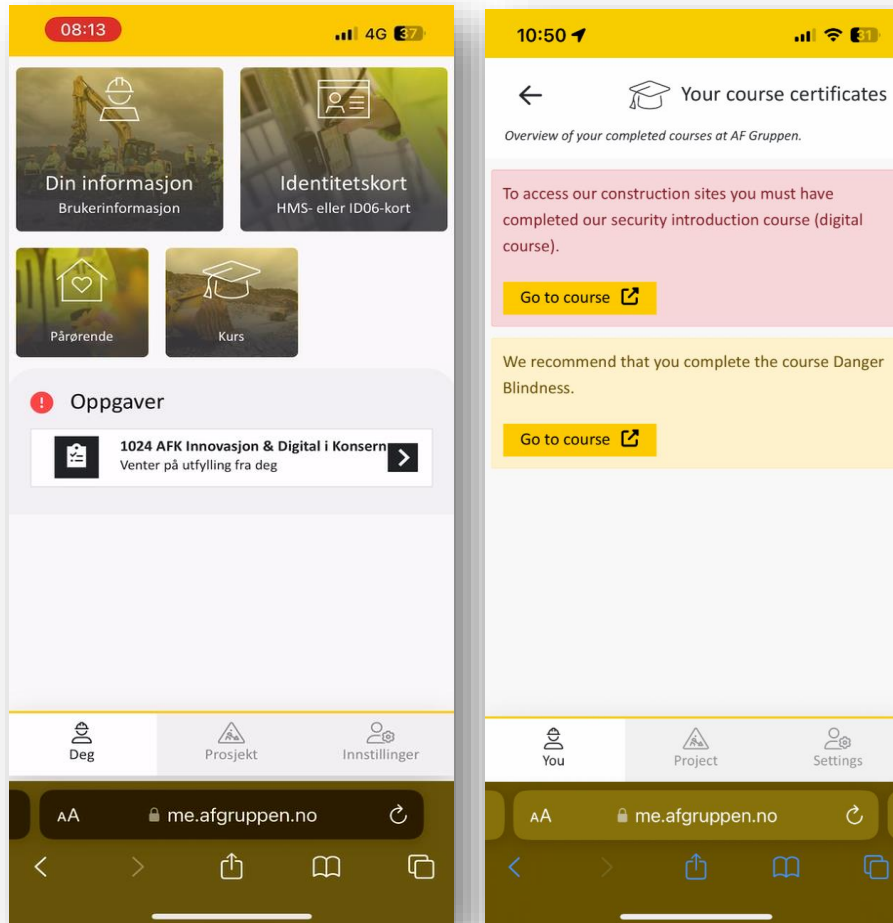 08:13
4G 37
Din informasjon
Brukerinformasjon
Identitetskort
HMS- eller ID06-kort
Pårørende
Kurs
Oppgaver
1024 AFK Innovasjon & Digital i Konsern
Venter på utfylling fra deg
Deg
Prosjekt
Innstillinger
AA
me.afgruppen.no
10:50
31
Your course certificates
Overview of your completed courses at AF Gruppen.
To access our construction sites you must have
completed our security introduction course (digital
course).
Go to course
We recommend that you complete the course Danger
Blindness.
Go to course
You
Project
Settings
AA
me.afgruppen.no